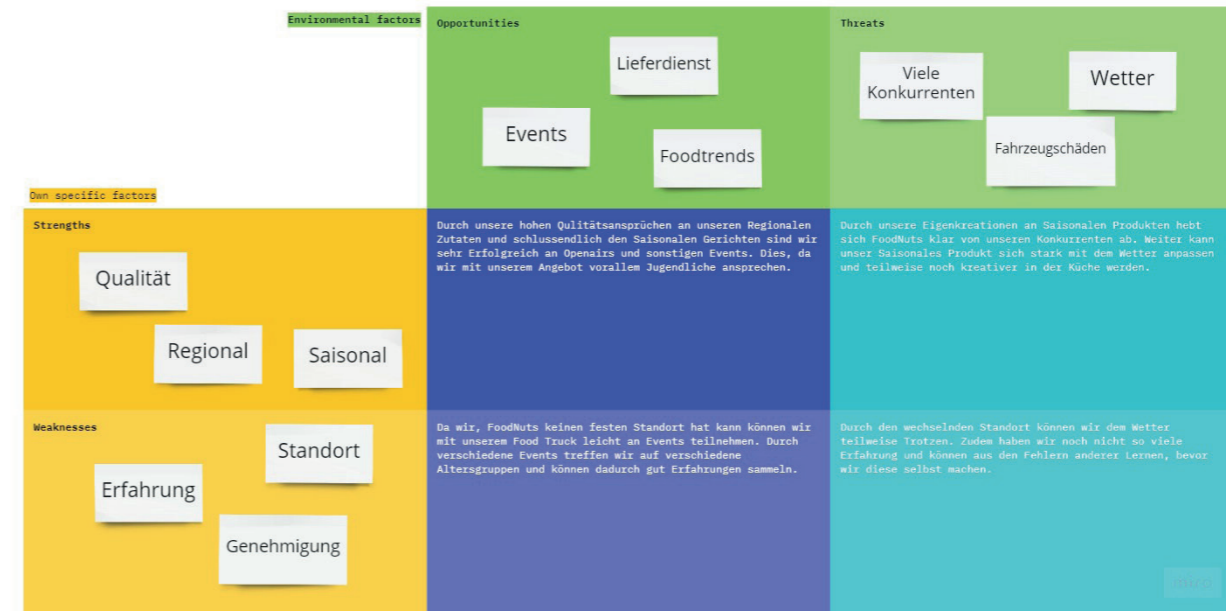 Environmental factors
Opportunities
Threats
Lieferdienst
Events
Foodtrends
Viele
Konkurrenten
Wetter
Fahrzeugschäden
Own specific factors
Strengths
Qualität
Regional
Saisonal
Durch unsere hohen Qulitätsansprüchen an unseren Regionalen
Zutaten und schlussendlich den Saisonalen Gerichten sind wir
sehr Erfolgreich an Openairs und sonstigen Events. Dies, da
wir mit unserem Angebot vorallem Jugendliche ansprechen.
Durch unsere Eigenkreationen an Saisonalen Produkten hebt
sich FoodNuts klar von unseren Konkurrenten ab. Weiter kann
unser Saisonales Produkt sich stark mit dem Wetter anpassen
und teilweise noch kreativer in der Küche werden.
Weaknesses
Standort
Erfahrung
Genehmigung
Da wir, FoodNuts keinen festen Standort hat kann können wir
mit unserem Food Truck leicht an Events teilnehmen. Durch
verschiedene Events treffen wir auf verschiedene
Altersgruppen und können dadurch gut Erfahrungen sammeln.
Durch den wechselnden Standort können wir dem Wetter
teilweise Trotzen. Zudem haben wir noch nicht so viele
Erfahrung und können aus den Fehlern anderer Lernen, bevor
wir diese selbst machen.
miro